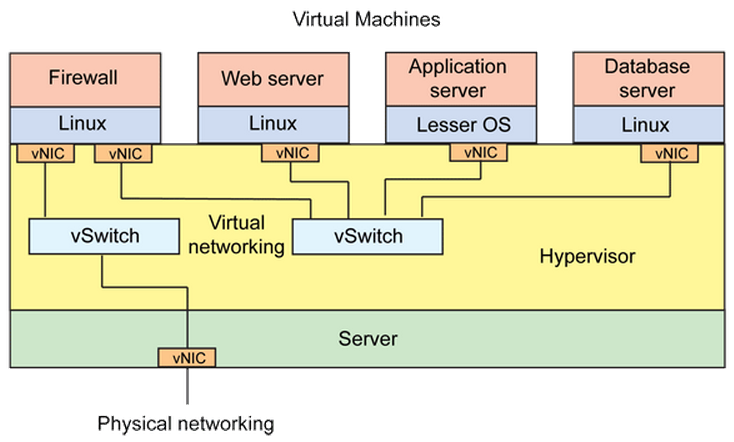 Virtual Machines
Firewall
Web server
Application
server
Database
server
Linux
Linux
Lesser OS
Linux
vNIC
vNIC
vNIC
vNIC
vNIC
vSwitch
Virtual
networking
vSwitch
Hypervisor
Server
vNIC
Physical networking